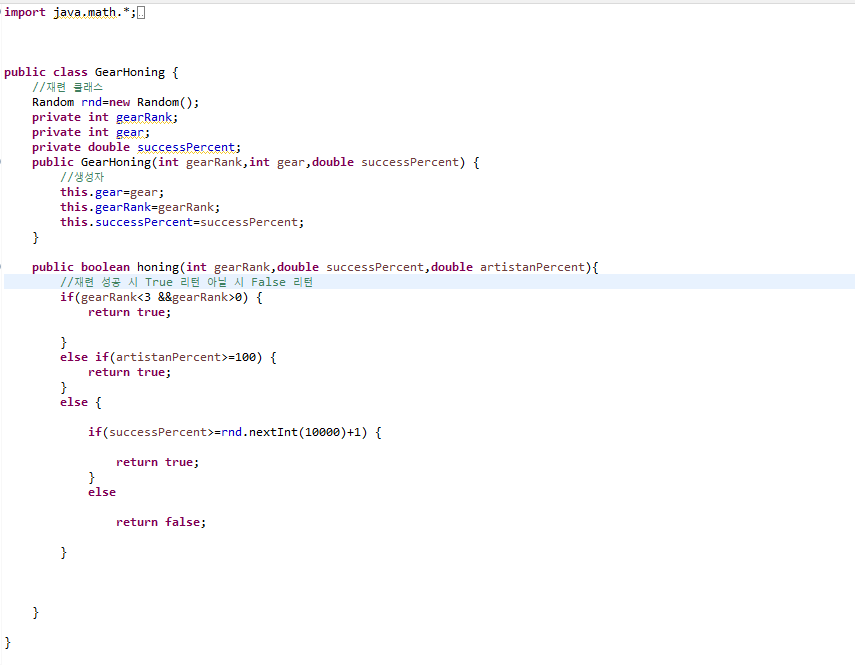 import java.math.*;
public class GearHoning {
//재련 클래스
Random rnd=new Random();
private int gearRank;
private int gear;
private double successPercent;
public GearHoning(int gearRank,int gear,double successPercent) {
//생성자
this.gear=gear;
this.gearRank=gearRank;
this.successPercent=successPercent;
}
public boolean honing(int gearRank,double successPercent,double artistanPercent){
//재련 성공 시 True 리턴 아닐 시 False 리턴
if(gearRank<3 &&gearRank>0) {
return true;
}
else if(artistanPercent>=100) {
return true;
}
else {
if(successPercent>=rnd.nextInt(10000)+1) {
return true;
}
else
return false;
}
}
}